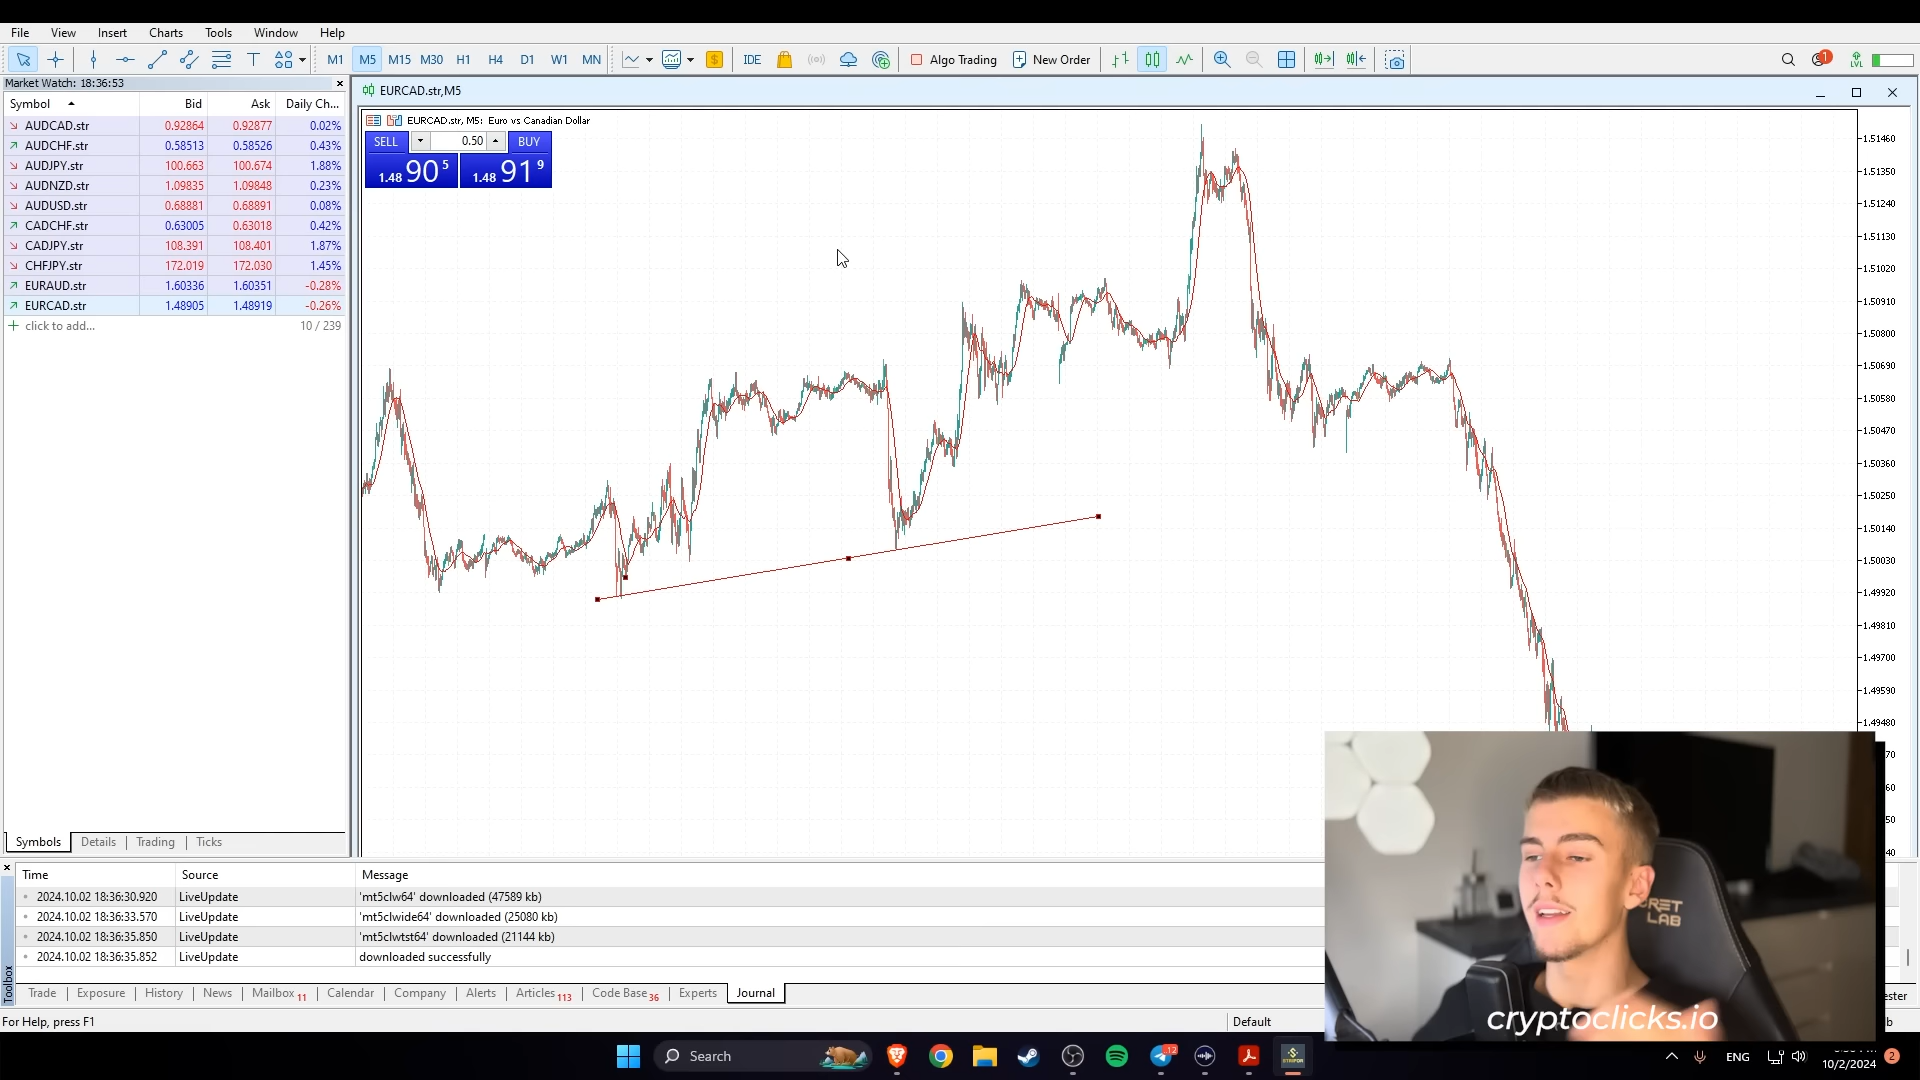 File View Insert Charts Tools Window Help
M1 M5 M15 M30 H1 H4 D1 W1 MN IDE Algo Trading New Order 1 LVL
Market Watch: 18:36:53
Symbol Bid Ask Daily Ch...
AUDCAD.str 0.92864 0.92877 0.02%
AUDCHF.str 0.58513 0.58526 0.43%
AUDJPY.str 100.663 100.674 1.88%
AUDNZD.str 1.09835 1.09848 0.23%
AUDUSD.str 0.68881 0.68891 0.08%
CADCHF.str 0.63005 0.63018 0.42%
CADJPY.str 108.391 108.401 1.87%
CHFJPY.str 172.019 172.030 1.45%
EURAUD.str 1.60336 1.60351 -0.28%
EURCAD.str 1.48905 1.48919 -0.26%
click to add... 10 / 239
Symbols Details Trading Ticks
EURCAD.str,M5
EURCAD.str, M5: Euro vs Canadian Dollar
SELL 0.50 BUY
1.48 90 5 1.48 91 9
1.51460
1.51350
1.51240
1.51130
1.51020
1.50910
1.50800
1.50690
1.50580
1.50470
1.50360
1.50250
1.50140
1.50030
1.49920
1.49810
1.49700
1.49590
1.49480
70
60
50
40
Time Source Message
2024.10.02 18:36:30.920 LiveUpdate 'mt5clw64' downloaded (47589 kb)
2024.10.02 18:36:33.570 LiveUpdate 'mt5clwide64' downloaded (25080 kb)
2024.10.02 18:36:35.850 LiveUpdate 'mt5clwtst64' downloaded (21144 kb)
2024.10.02 18:36:35.852 LiveUpdate downloaded successfully
Toolbox
Trade Exposure History News Mailbox 11 Calendar Company Alerts Articles 113 Code Base 36 Experts Journal ester
For Help, press F1 Default b
RET
LAB
cryptoclicks.io
Search 12 ENG 10/2/2024 2